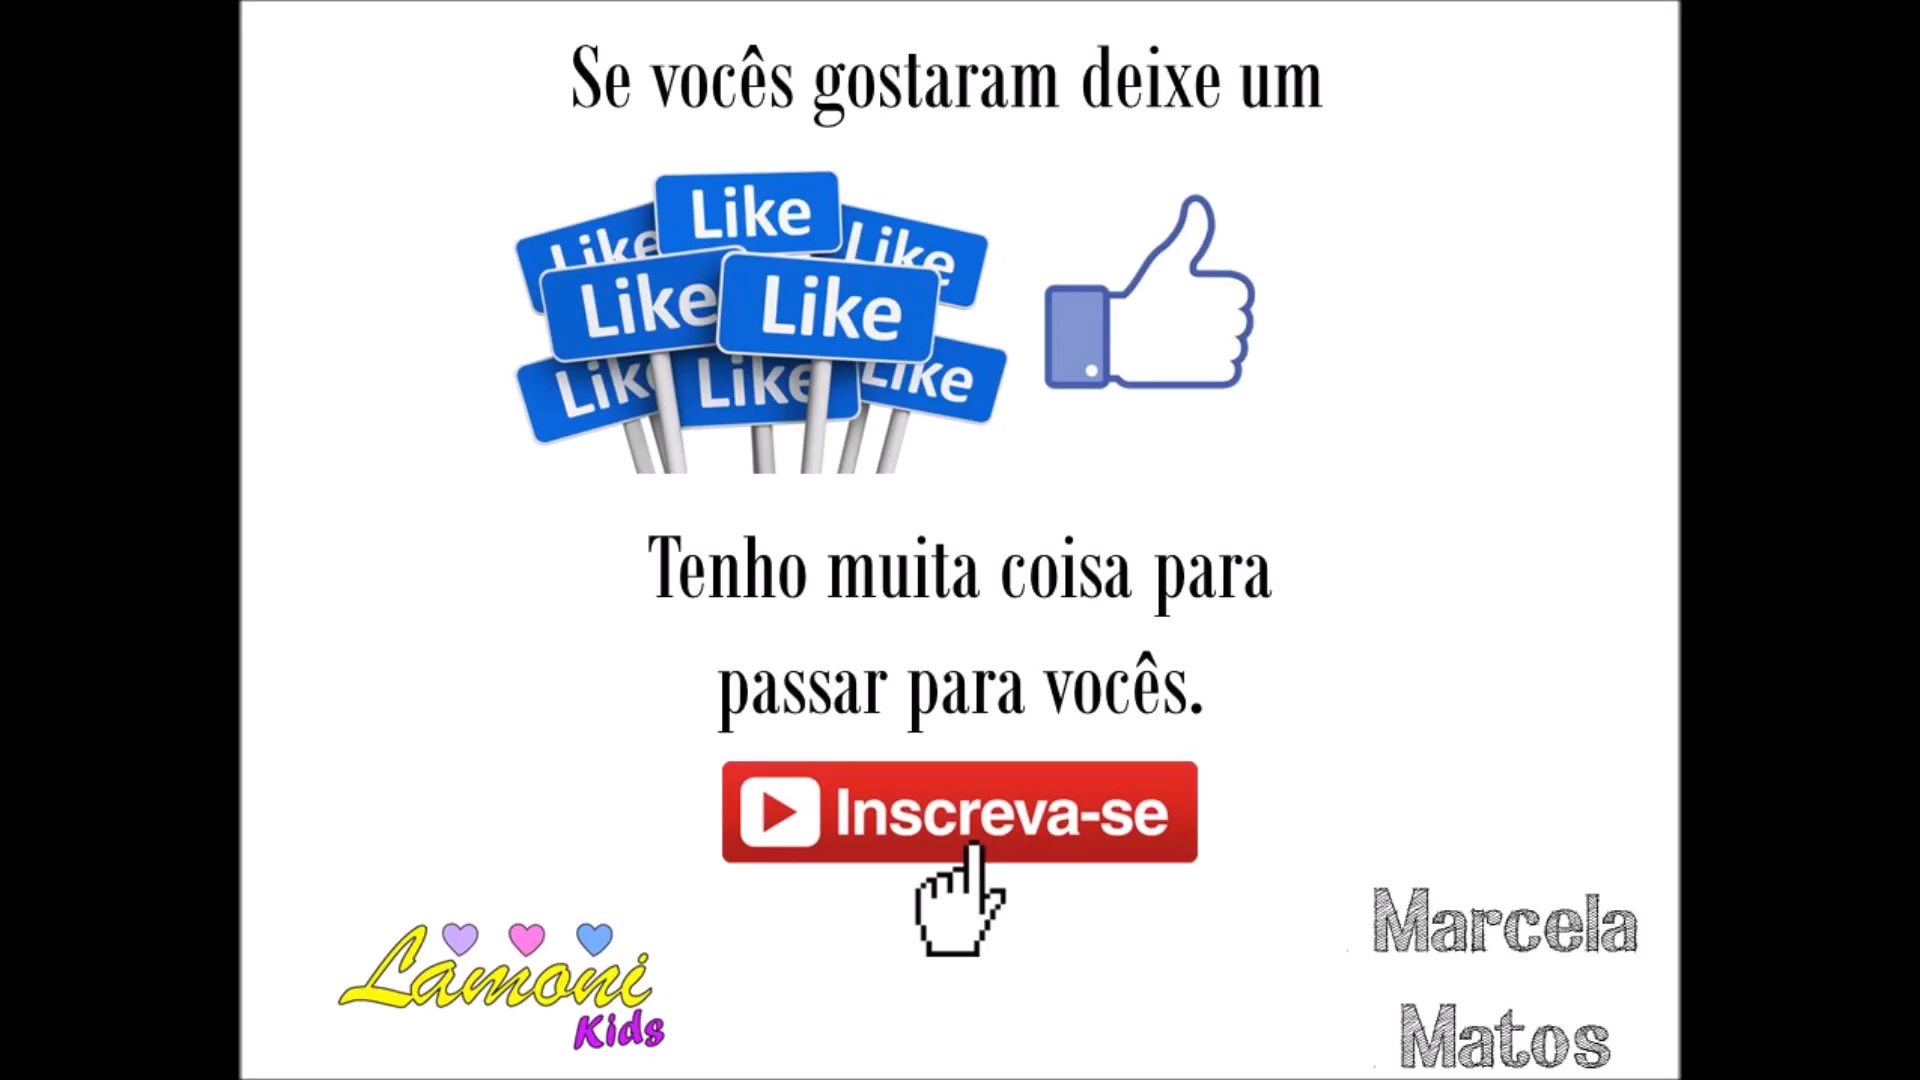 Se vocês gostaram deixe um
Like
Like
Like
Like
Like
Like
Like
Like
Tenho muita coisa para
passar para vocês.
Inscreva-se
Lamoni
Kids
Marcela
Matos